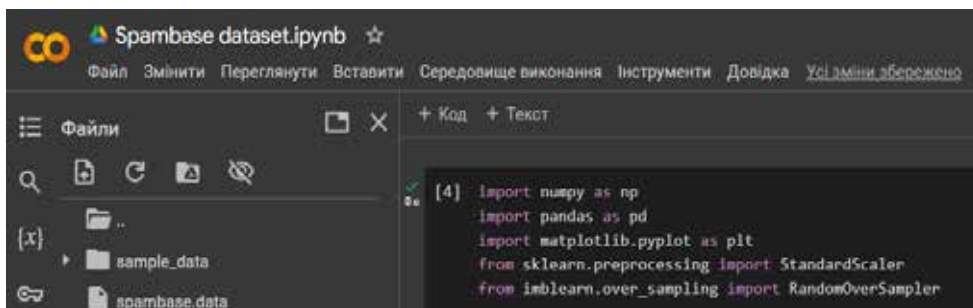 Spambase dataset.ipynb
Файл Змінити Переглянути Вставити Середовище виконання Інструменти Довідка Усі зміни збережено
Файли
+ Код + Текст
..
{x}
sample_data
spambase.data
[4] import numpy as np
import pandas as pd
import matplotlib.pyplot as plt
from sklearn.preprocessing import StandardScaler
from imblearn.over_sampling import RandomOverSampler